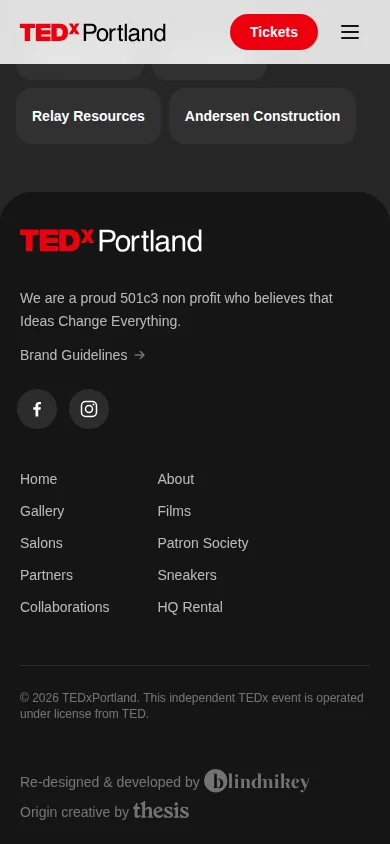 TEDx Portland
Tickets
Relay Resources
Andersen Construction
TEDx Portland
We are a proud 501c3 non profit who believes that
Ideas Change Everything.
Brand Guidelines →
Home
About
Gallery
Films
Salons
Patron Society
Partners
Sneakers
Collaborations
HQ Rental
© 2026 TEDxPortland. This independent TEDx event is operated
under license from TED.
Re-designed & developed by blindmikey
Origin creative by thesis